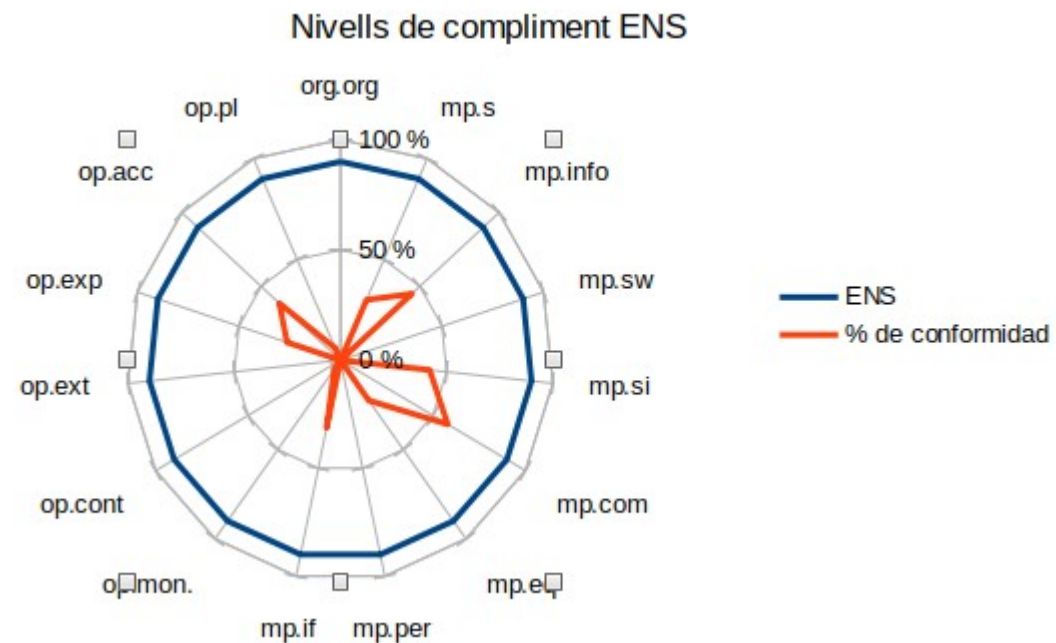 Nivells de compliment ENS
org.org
op.pl
mp.s
100 %
op.acc
mp.info
50 %
op.exp
mp.sw
ENS
% de conformidad
0 %
op.ext
mp.si
op.cont
mp.com
mp.if
mp.per